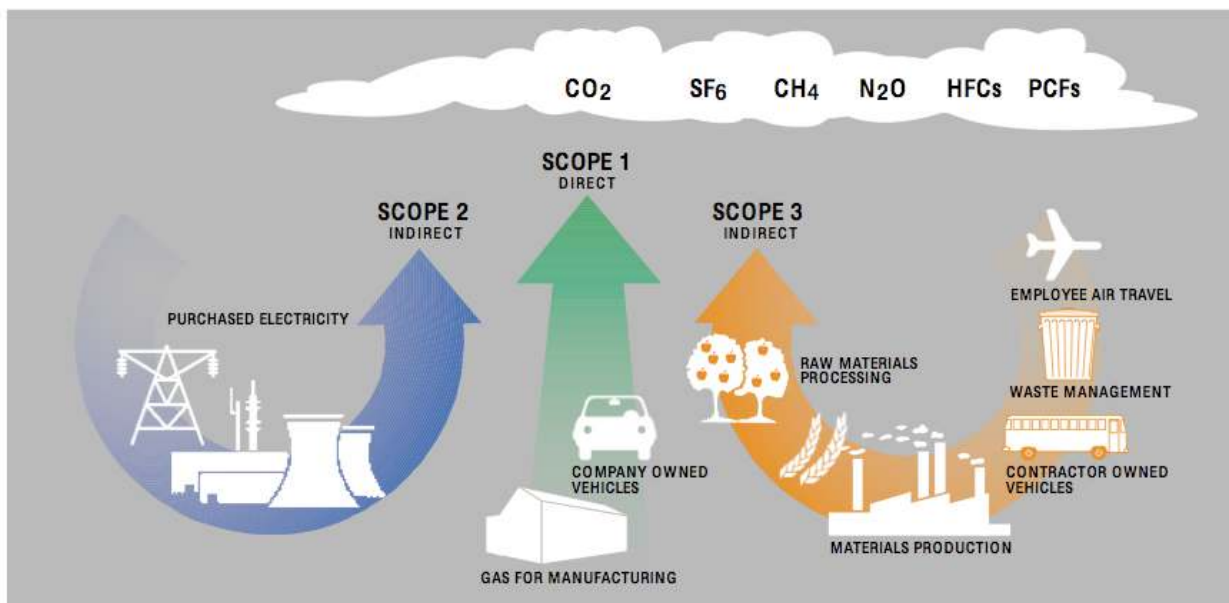 CO2 SF6 CH4 N2O HFCs PCFs
SCOPE 1
DIRECT
SCOPE 2
INDIRECT
SCOPE 3
INDIRECT
PURCHASED ELECTRICITY
COMPANY OWNED
VEHICLES
GAS FOR MANUFACTURING
RAW MATERIALS
PROCESSING
MATERIALS PRODUCTION
EMPLOYEE AIR TRAVEL
WASTE MANAGEMENT
CONTRACTOR OWNED
VEHICLES